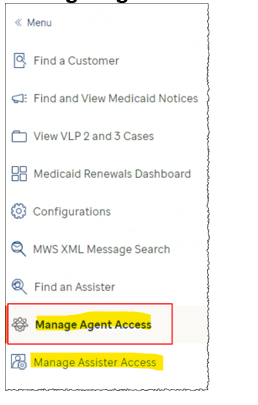 « Menu
Find a Customer
Find and View Medicaid Notices
View VLP 2 and 3 Cases
Medicaid Renewals Dashboard
Configurations
MWS XML Message Search
Find an Assister
Manage Agent Access
Manage Assister Access